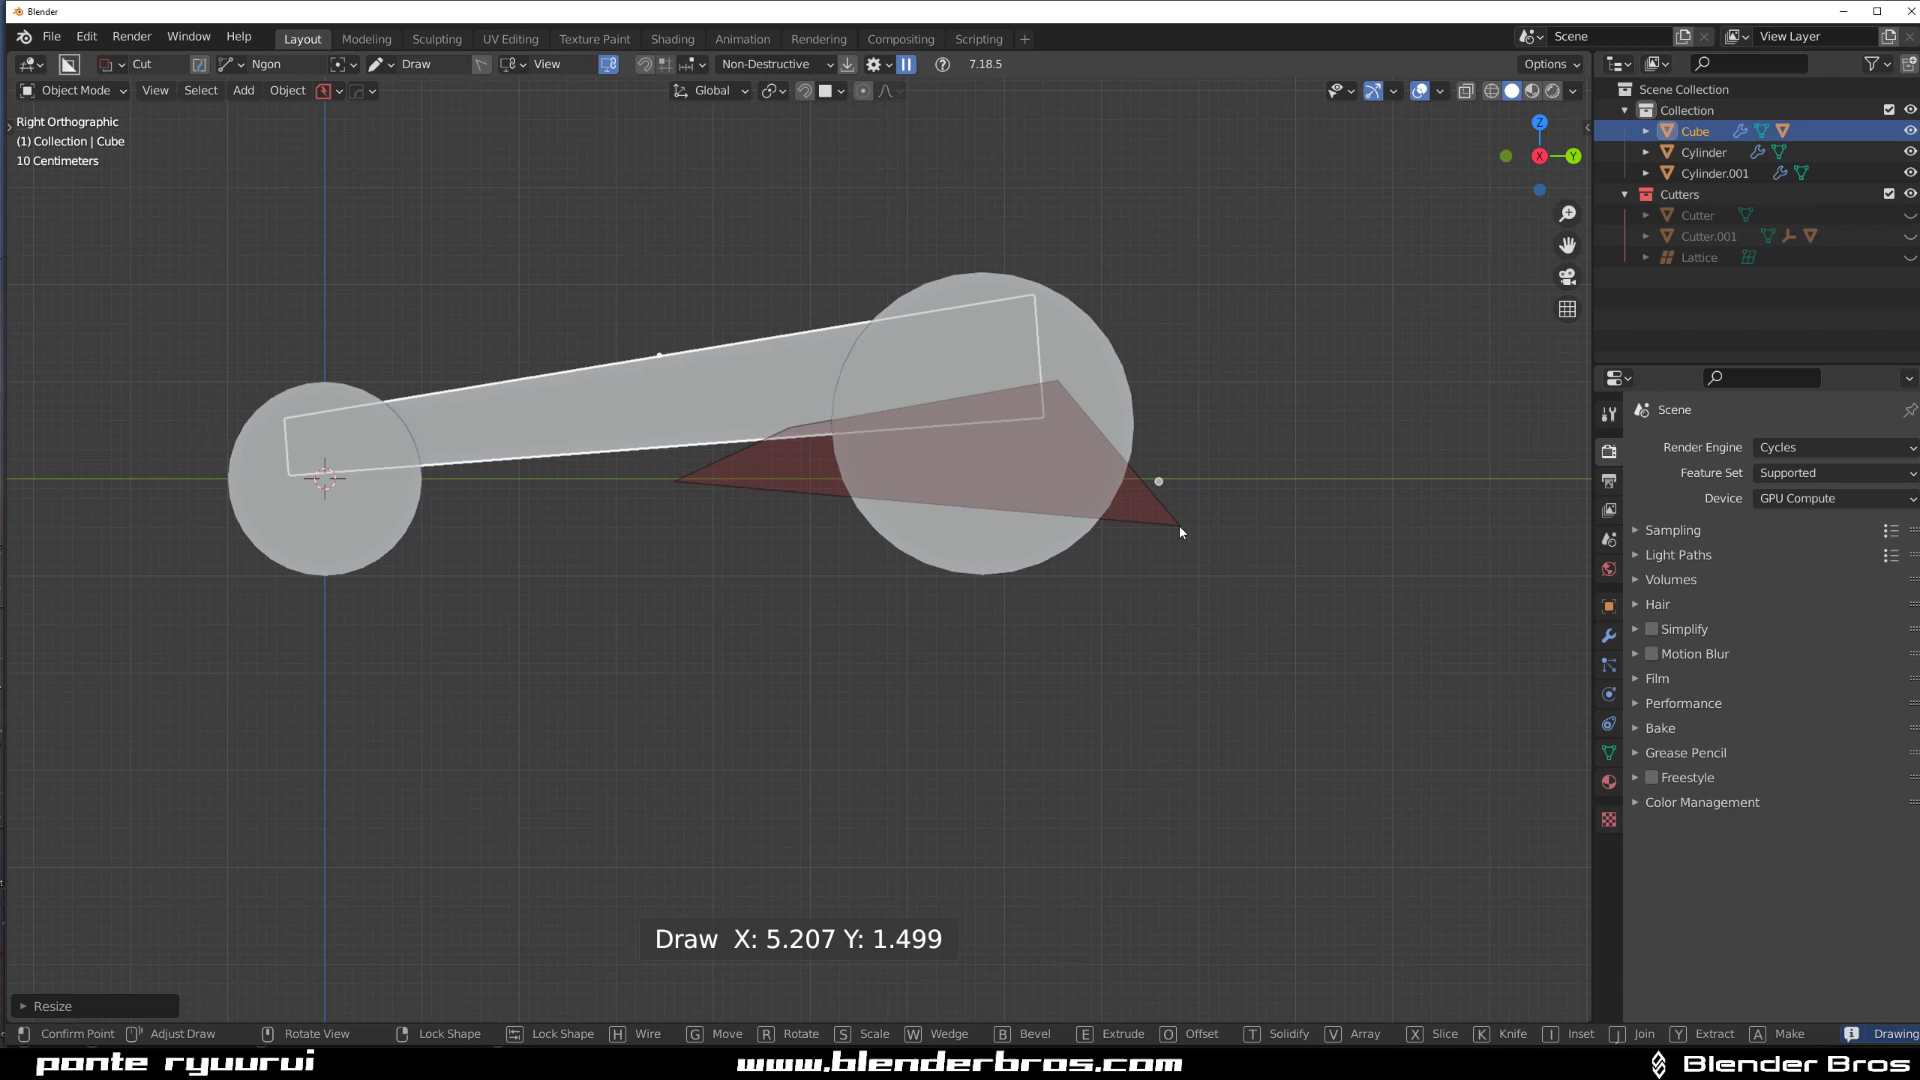 Blender
File Edit Render Window Help Layout Modeling Sculpting UV Editing Texture Paint Shading Animation Rendering Compositing Scripting + Scene View Layer
Cut Ngon Draw View Non-Destructive 7.18.5 Options
Object Mode View Select Add Object Global
Right Orthographic
(1) Collection | Cube
10 Centimeters
Z
X
Y
Draw X: 5.207 Y: 1.499
Resize
Scene Collection
Collection
Cube
Cylinder
Cylinder.001
Cutters
Cutter
Cutter.001
Lattice
Scene
Render Engine Cycles
Feature Set Supported
Device GPU Compute
Sampling
Light Paths
Volumes
Hair
Simplify
Motion Blur
Film
Performance
Bake
Grease Pencil
Freestyle
Color Management
Confirm Point Adjust Draw Rotate View Lock Shape Lock Shape H Wire G Move R Rotate S Scale W Wedge B Bevel E Extrude O Offset T Solidify V Array X Slice K Knife I Inset J Join Y Extract A Make Drawing
ponte ryuurui www.blenderbros.com Blender Bros